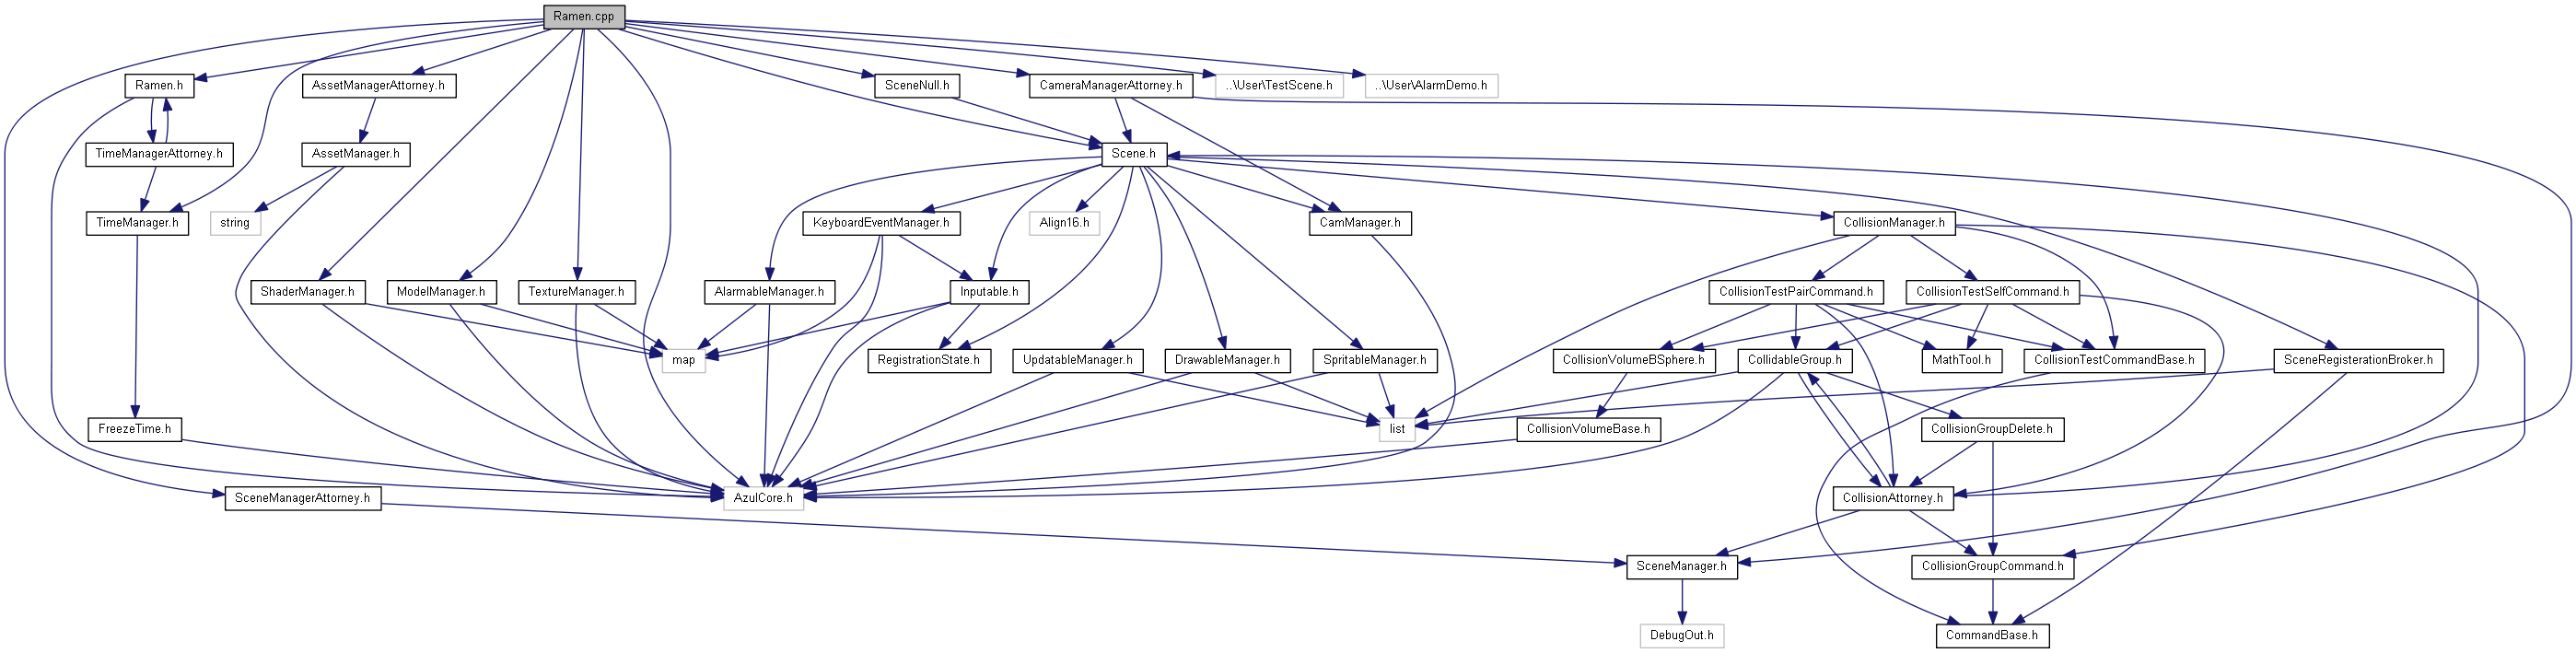 Ramen.cpp
Ramen.h
AssetManagerAttorney.h
SceneNull.h
CameraManagerAttorney.h
..\User\TestScene.h
..\User\AlarmDemo.h
TimeManagerAttorney.h
AssetManager.h
Scene.h
TimeManager.h
string
KeyboardEventManager.h
Align16.h
CamManager.h
CollisionManager.h
ShaderManager.h
ModelManager.h
TextureManager.h
AlarmableManager.h
Inputable.h
CollisionTestPairCommand.h
CollisionTestSelfCommand.h
map
RegistrationState.h
UpdatableManager.h
DrawableManager.h
SpritableManager.h
CollisionVolumeBSphere.h
CollidableGroup.h
MathTool.h
CollisionTestCommandBase.h
SceneRegisterationBroker.h
FreezeTime.h
list
CollisionVolumeBase.h
CollisionGroupDelete.h
SceneManagerAttorney.h
AzulCore.h
CollisionAttorney.h
SceneManager.h
CollisionGroupCommand.h
DebugOut.h
CommandBase.h